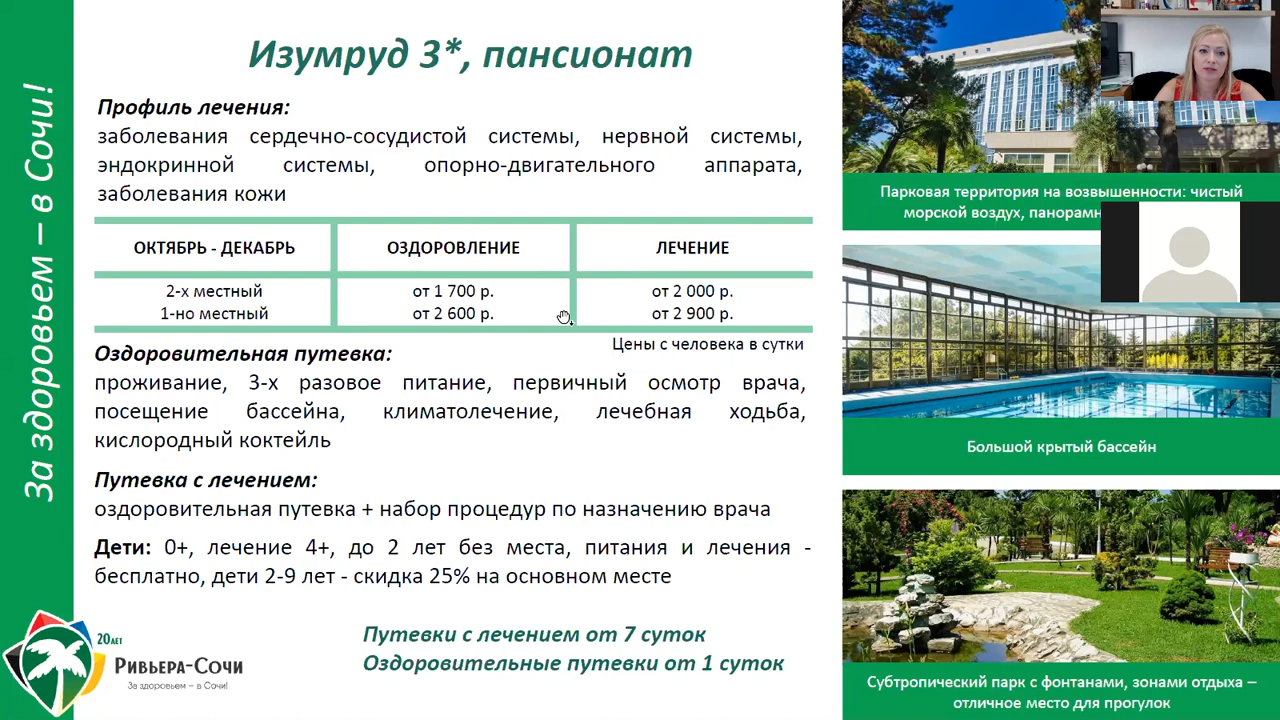 За здоровьем – в Сочи!
Изумруд 3*, пансионат
Профиль лечения:
заболевания сердечно-сосудистой системы, нервной системы,
эндокринной системы, опорно-двигательного аппарата,
заболевания кожи
ОКТЯБРЬ - ДЕКАБРЬ ОЗДОРОВЛЕНИЕ ЛЕЧЕНИЕ
2-х местный от 1 700 р. от 2 000 р.
1-но местный от 2 600 р. от 2 900 р.
Цены с человека в сутки
Оздоровительная путевка:
проживание, 3-х разовое питание, первичный осмотр врача,
посещение бассейна, климатолечение, лечебная ходьба,
кислородный коктейль
Путевка с лечением:
оздоровительная путевка + набор процедур по назначению врача
Дети: 0+, лечение 4+, до 2 лет без места, питания и лечения -
бесплатно, дети 2-9 лет - скидка 25% на основном месте
Путевки с лечением от 7 суток
Оздоровительные путевки от 1 суток
20 ЛЕТ
РИВЬЕРА-СОЧИ
За здоровьем – в Сочи!
Парковая территория на возвышенности: чистый
морской воздух,
Большой крытый бассейн
Субтропический парк с фонтанами, зонами отдыха –
отличное место для прогулок